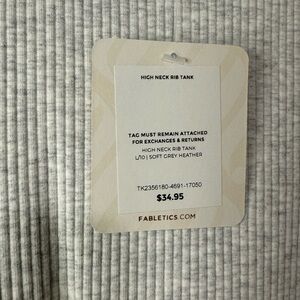 HIGH NECK RIB TANK
TAG MUST REMAIN ATTACHED
FOR EXCHANGES & RETURNS
HIGH NECK RIB TANK
L/10 | SOFT GREY HEATHER
TK2356180-4691-17050
$34.95
FABLETICS.COM